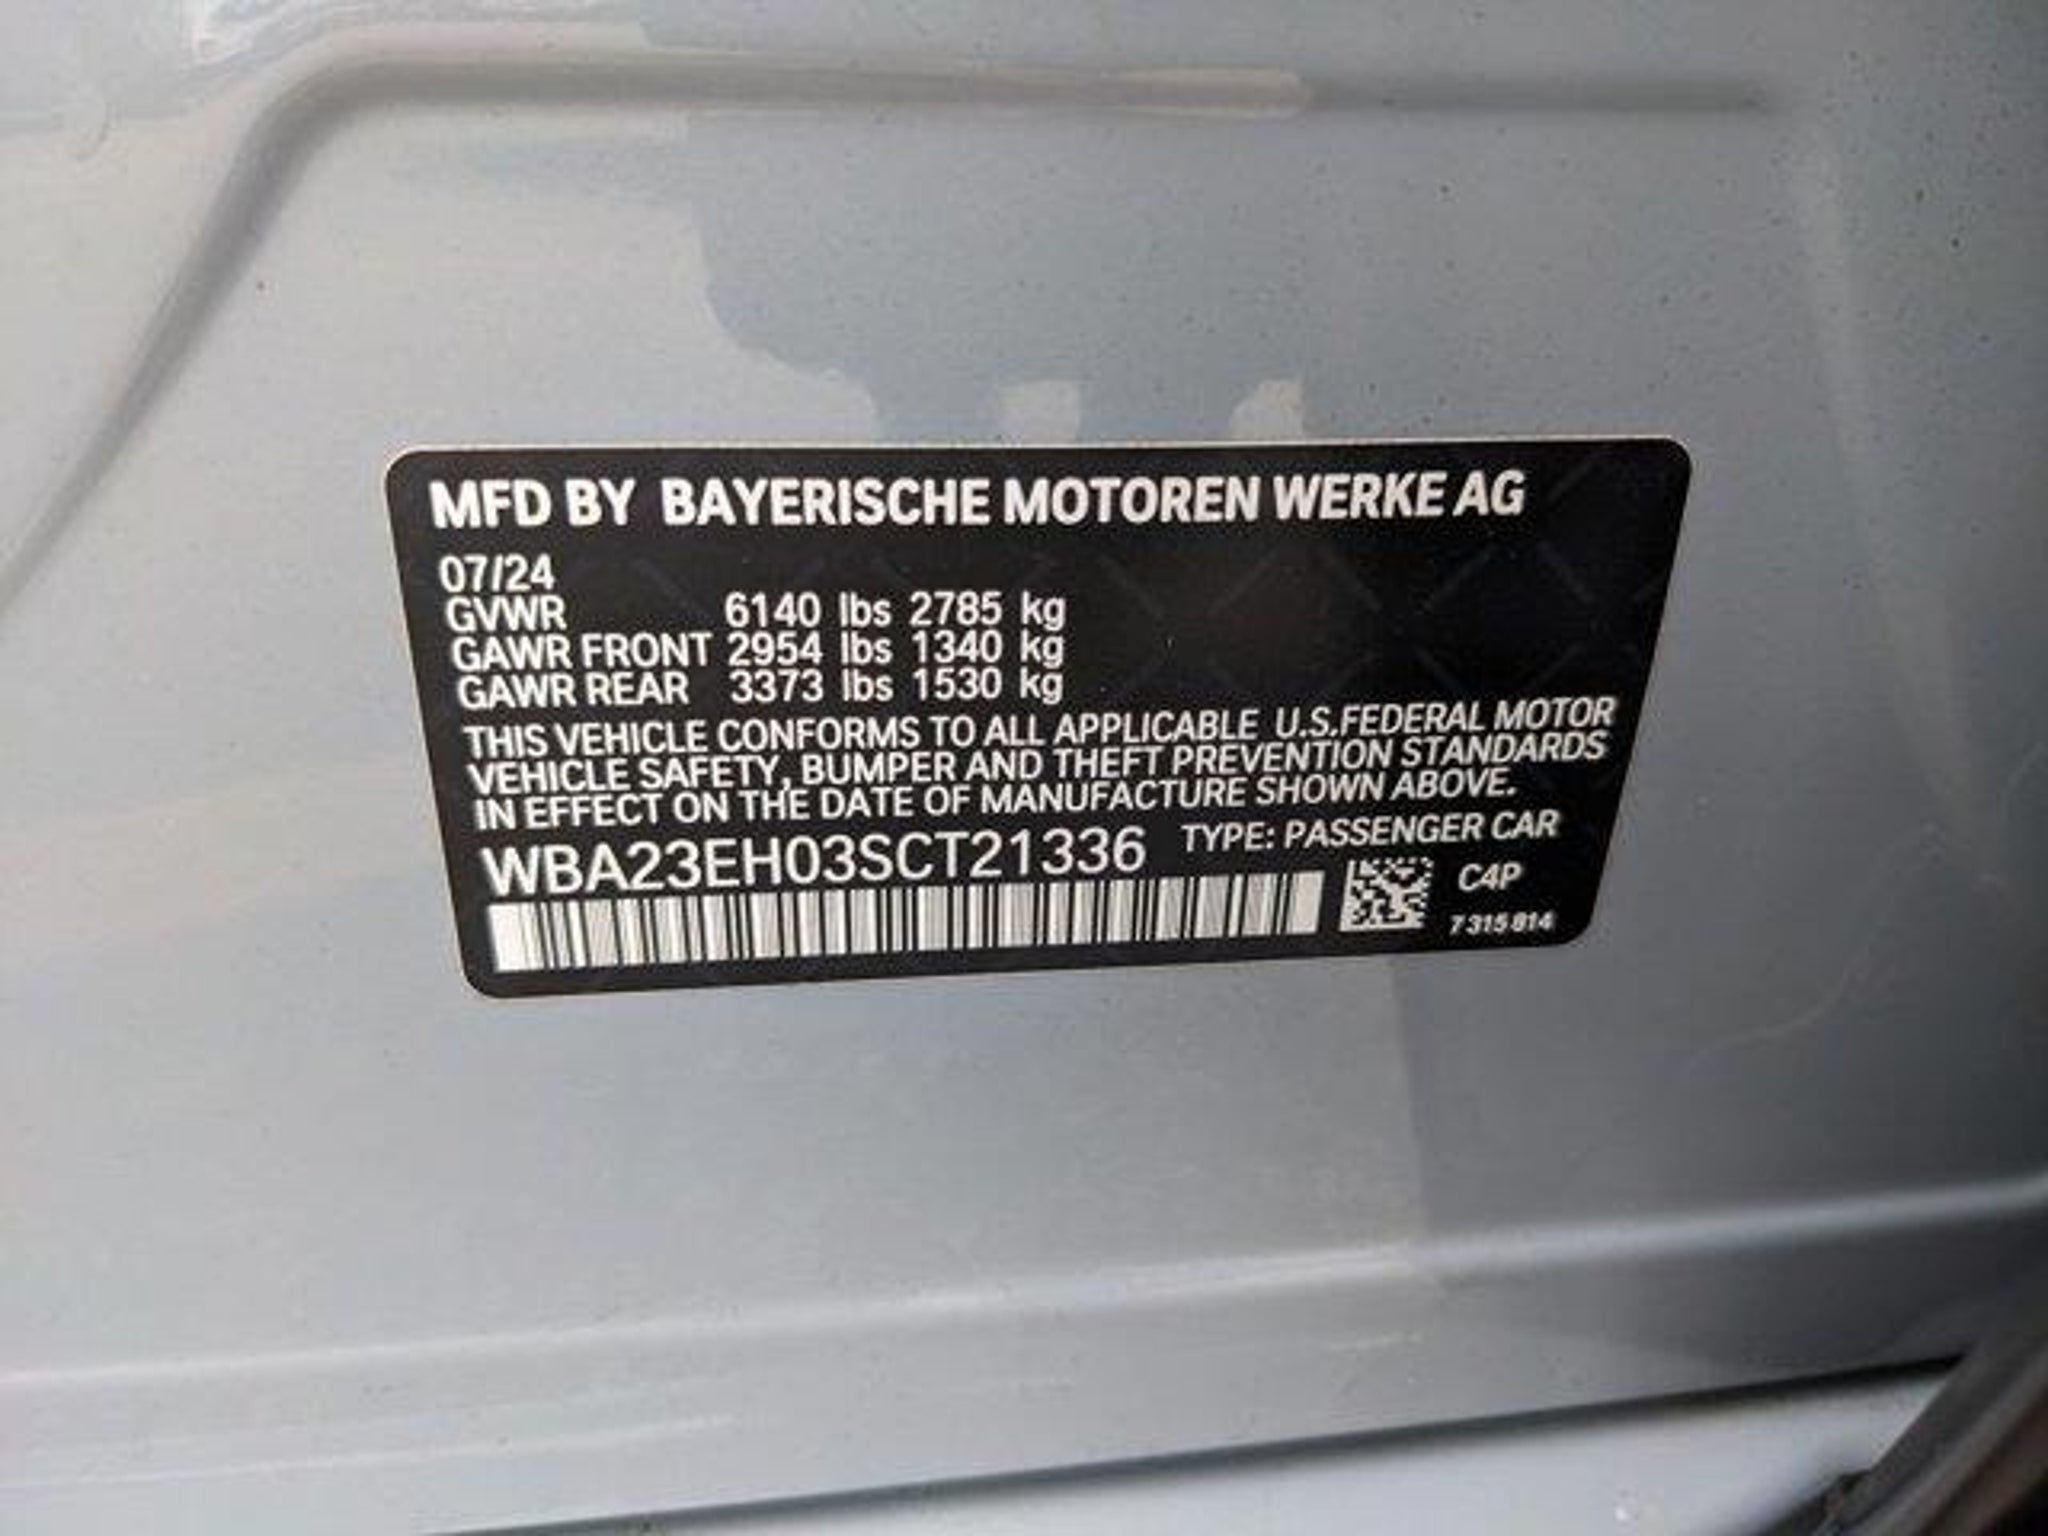 MFD BY BAYERISCHE MOTOREN WERKE AG
07/24
GVWR 6140 lbs 2785 kg
GAWR FRONT 2954 lbs 1340 kg
GAWR REAR 3373 lbs 1530 kg
THIS VEHICLE CONFORMS TO ALL APPLICABLE U.S.FEDERAL MOTOR
VEHICLE SAFETY, BUMPER AND THEFT PREVENTION STANDARDS
IN EFFECT ON THE DATE OF MANUFACTURE SHOWN ABOVE.
WBA23EH03SCT21336 TYPE: PASSENGER CAR
C4P
7 315 814